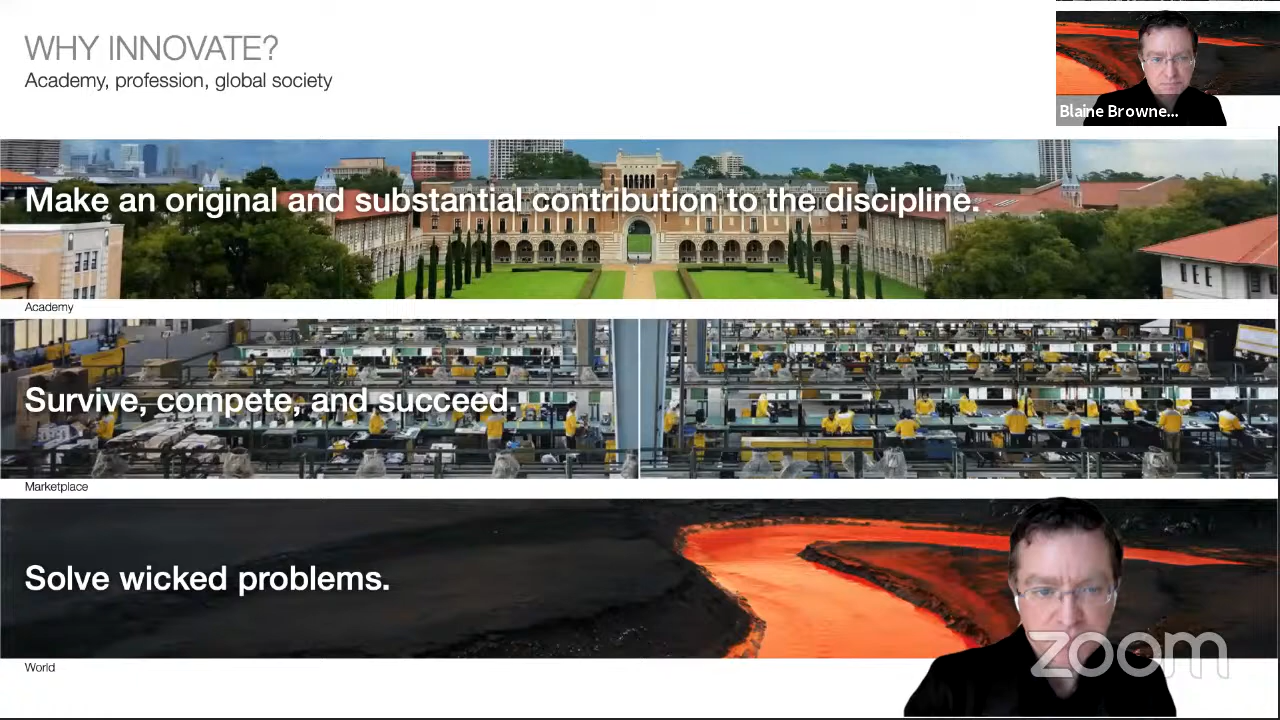 WHY INNOVATE?
Academy, profession, global society
Blaine Browne...
Make an original and substantial contribution to the discipline.
Academy
Survive, compete, and succeed.
Marketplace
Solve wicked problems.
World
zoom